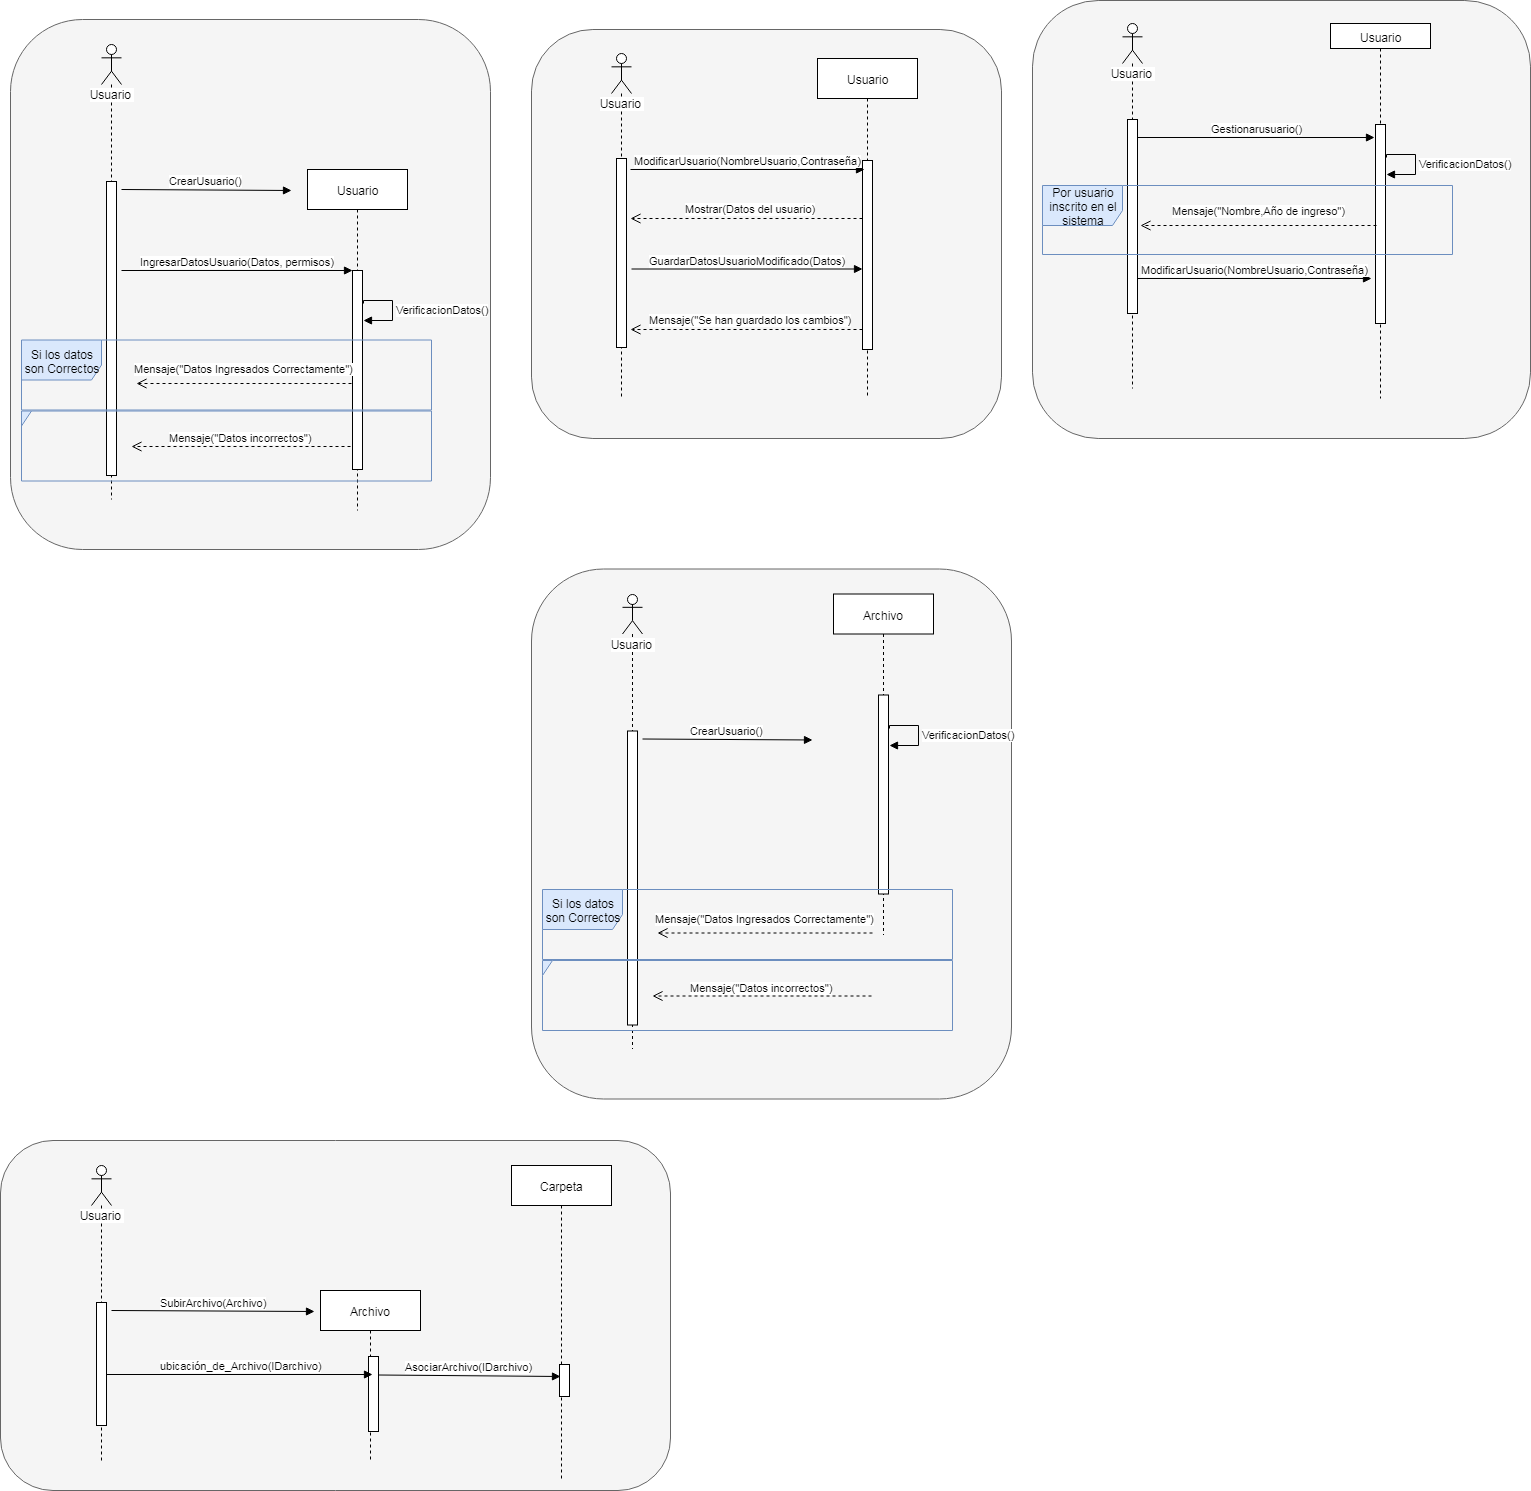 Usuario
CrearUsuario()
Usuario
IngresarDatosUsuario(Datos, permisos)
VerificacionDatos()
Si los datos
son Correctos
Mensaje("Datos Ingresados Correctamente")
Mensaje("Datos incorrectos")
Usuario
Usuario
ModificarUsuario(NombreUsuario,Contraseña)
Mostrar(Datos del usuario)
GuardarDatosUsuarioModificado(Datos)
Mensaje("Se han guardado los cambios")
Usuario
Usuario
Gestionarusuario()
VerificacionDatos()
Por usuario
inscrito en el
sistema
Mensaje("Nombre,Año de ingreso")
ModificarUsuario(NombreUsuario,Contraseña)
Usuario
Archivo
CrearUsuario()
VerificacionDatos()
Si los datos
son Correctos
Mensaje("Datos Ingresados Correctamente")
Mensaje("Datos incorrectos")
Usuario
Carpeta
SubirArchivo(Archivo)
Archivo
ubicación_de_Archivo(IDarchivo)
AsociarArchivo(IDarchivo)